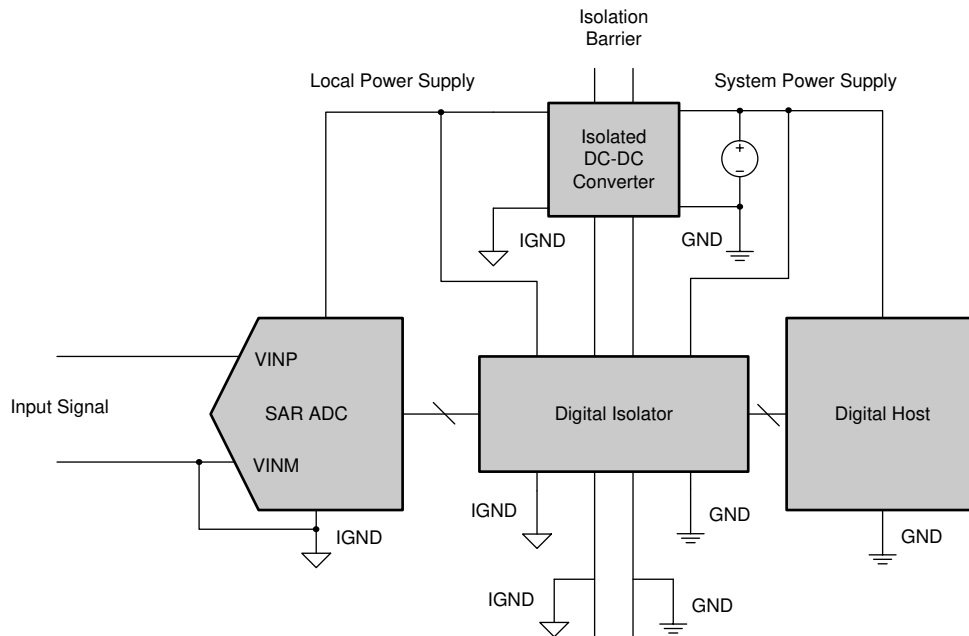 Isolation
Barrier
Local Power Supply
System Power Supply
Isolated
DC-DC
Converter
+
−
IGND
GND
VINP
Input Signal
SAR ADC
Digital Isolator
Digital Host
VINM
IGND
IGND
GND
GND
IGND
GND